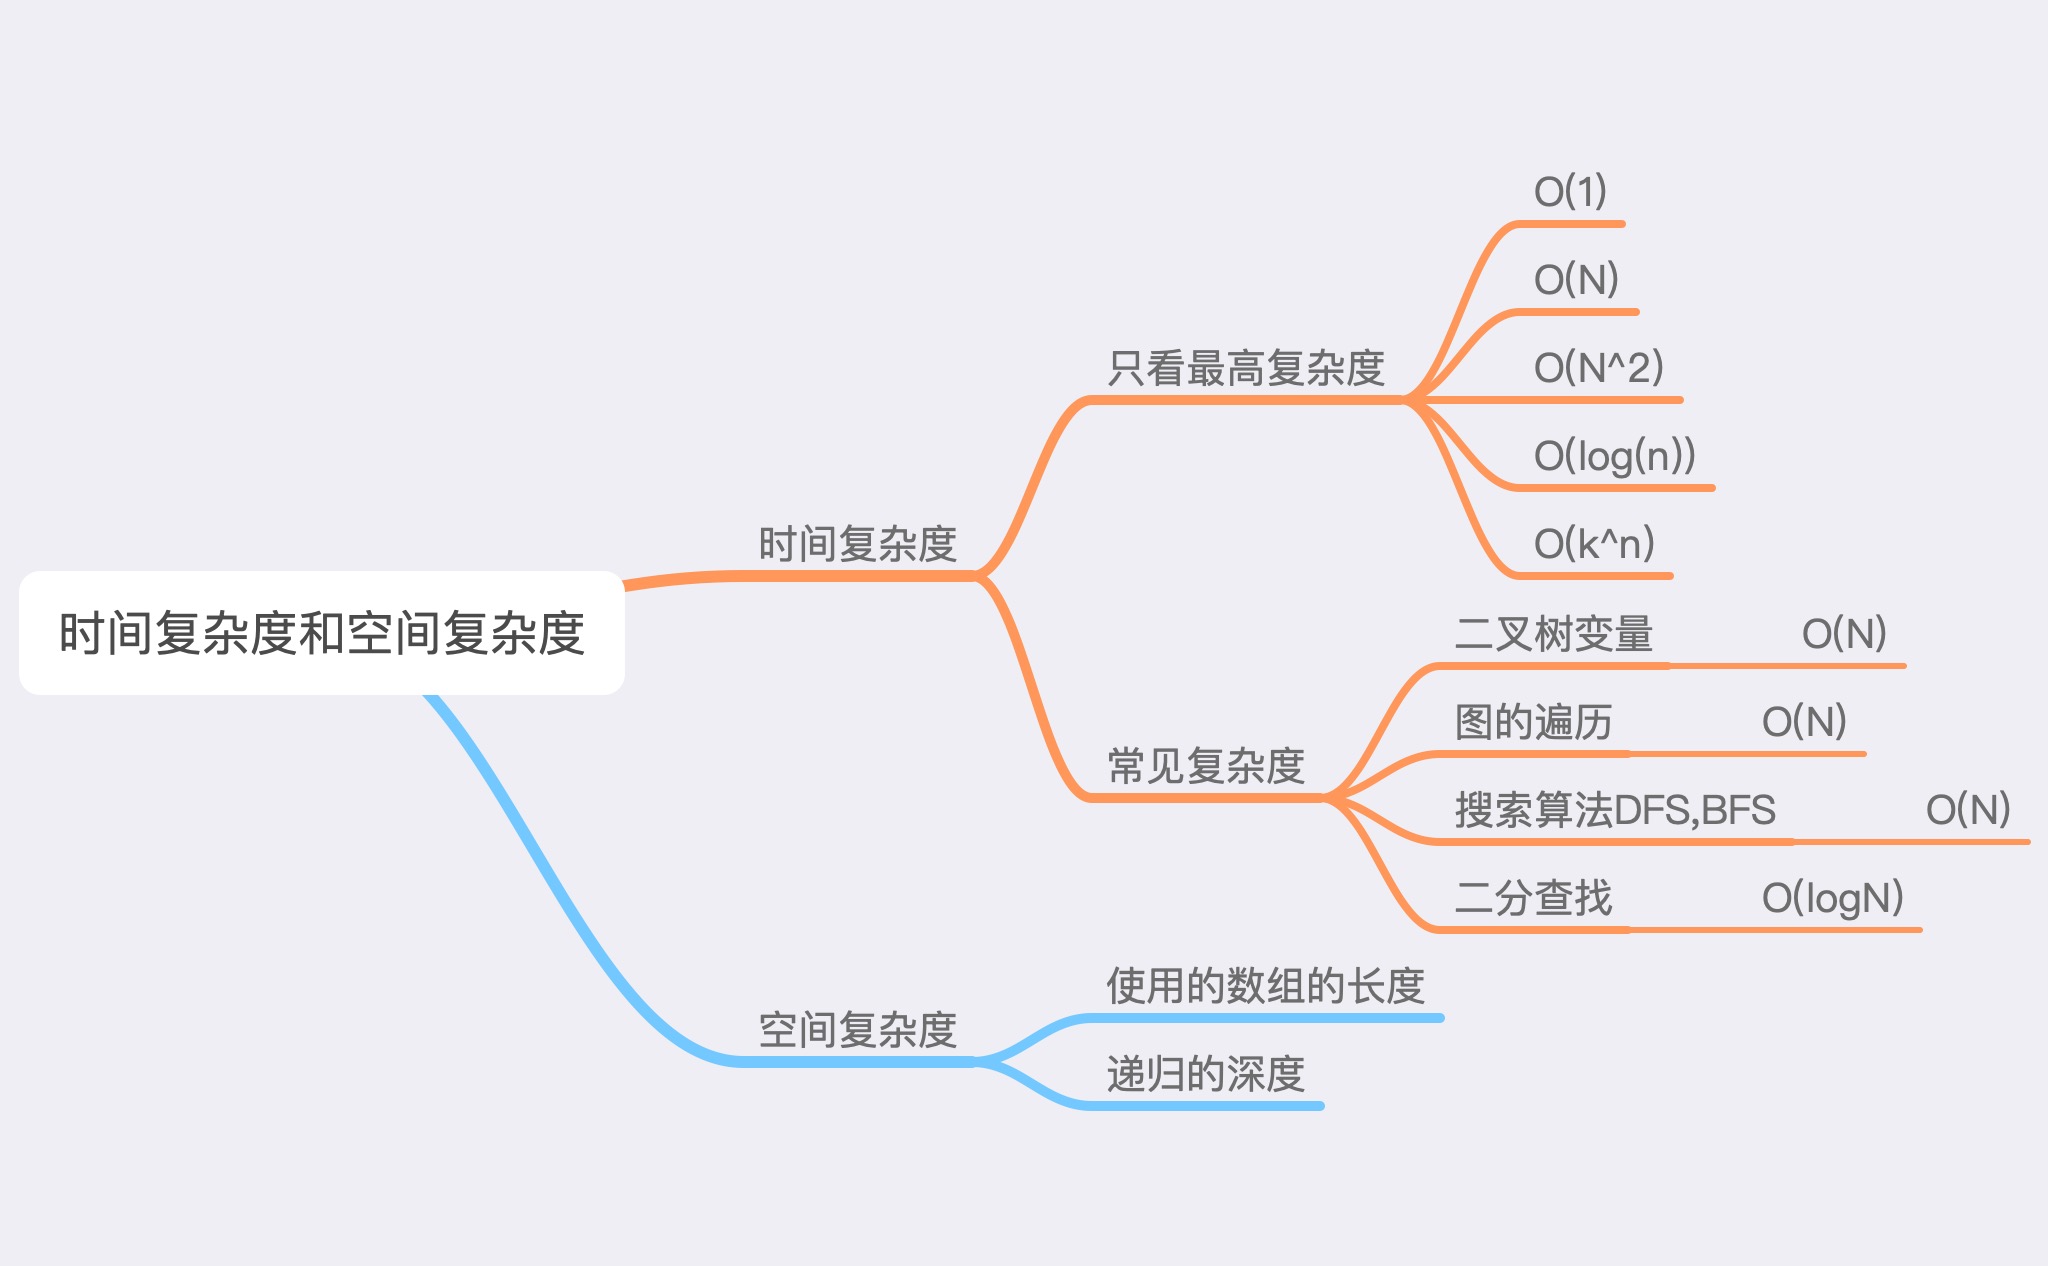 时间复杂度和空间复杂度
时间复杂度
只看最高复杂度
O(1)
O(N)
O(N^2)
O(log(n))
O(k^n)
常见复杂度
二叉树变量 O(N)
图的遍历 O(N)
搜索算法DFS,BFS O(N)
二分查找 O(logN)
空间复杂度
使用的数组的长度
递归的深度